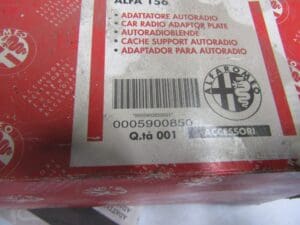 ALFA 156
• ADATTATORE AUTORADIO
• CAR RADIO ADAPTOR PLATE
• AUTORADIOBLENDE
• CACHE SUPPORT AUTORADIO
• ADAPTADOR PARA AUTORADIO
ALFA ROMEO
0005900850
Q.tà 001
ACCESSORI